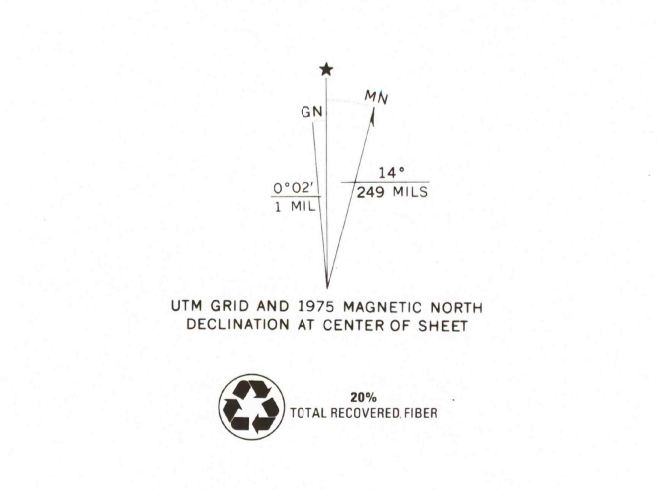 ★
GN
MN
0°02'
1 MIL
14°
249 MILS
UTM GRID AND 1975 MAGNETIC NORTH
DECLINATION AT CENTER OF SHEET
20%
TOTAL RECOVERED FIBER